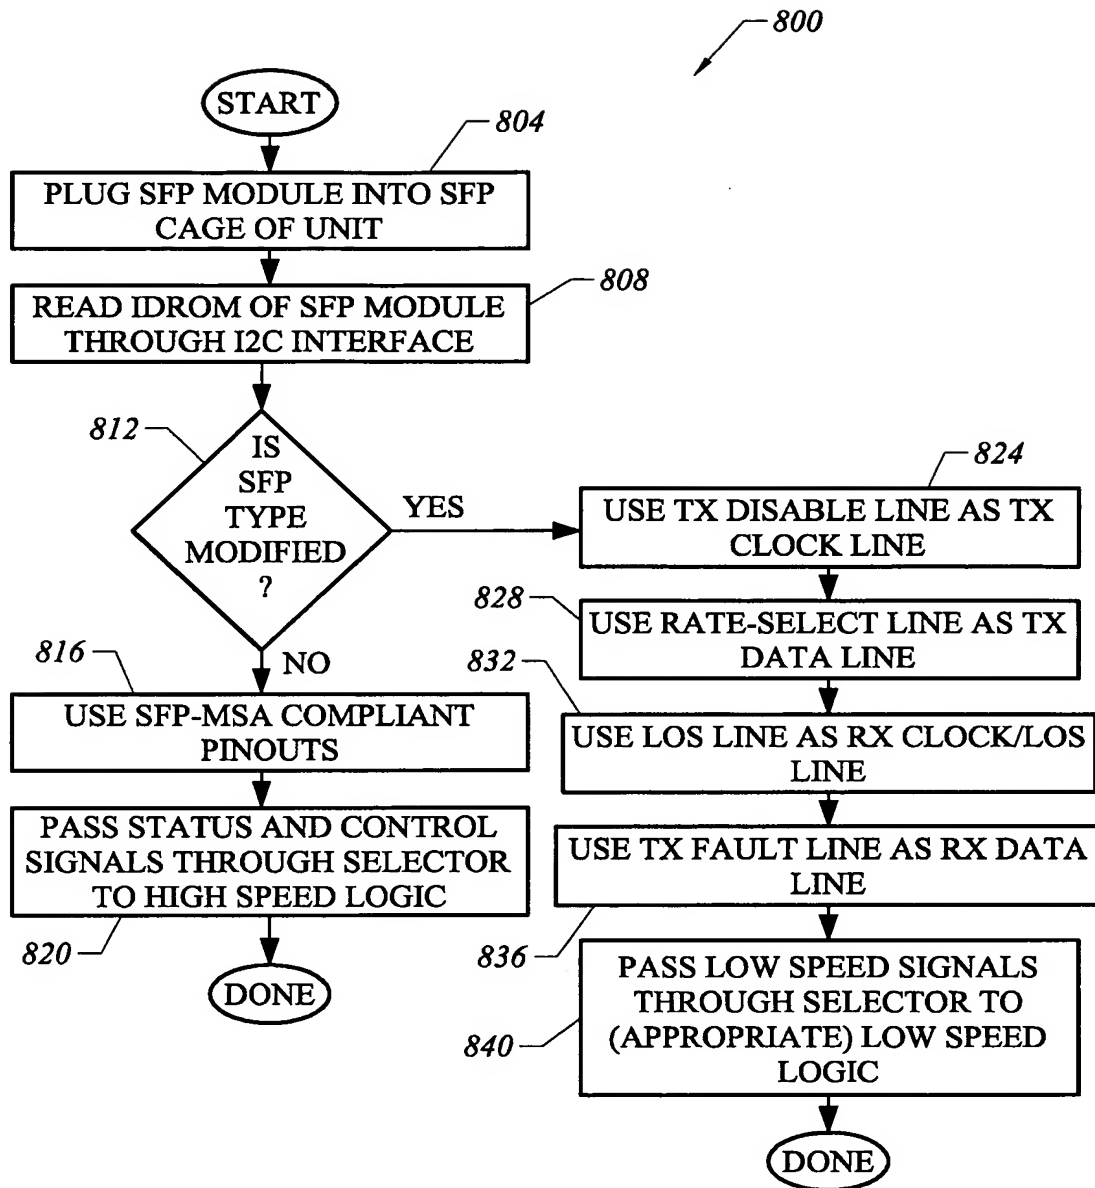 800
START
804
PLUG SFP MODULE INTO SFP
CAGE OF UNIT
808
READ IDROM OF SFP MODULE
THROUGH I2C INTERFACE
812
IS
SFP
TYPE
MODIFIED
?
YES
NO
816
USE SFP-MSA COMPLIANT
PINOUTS
PASS STATUS AND CONTROL
SIGNALS THROUGH SELECTOR
TO HIGH SPEED LOGIC
820
DONE
824
USE TX DISABLE LINE AS TX
CLOCK LINE
828
USE RATE-SELECT LINE AS TX
DATA LINE
832
USE LOS LINE AS RX CLOCK/LOS
LINE
USE TX FAULT LINE AS RX DATA
LINE
836
PASS LOW SPEED SIGNALS
THROUGH SELECTOR TO
(APPROPRIATE) LOW SPEED
LOGIC
840
DONE